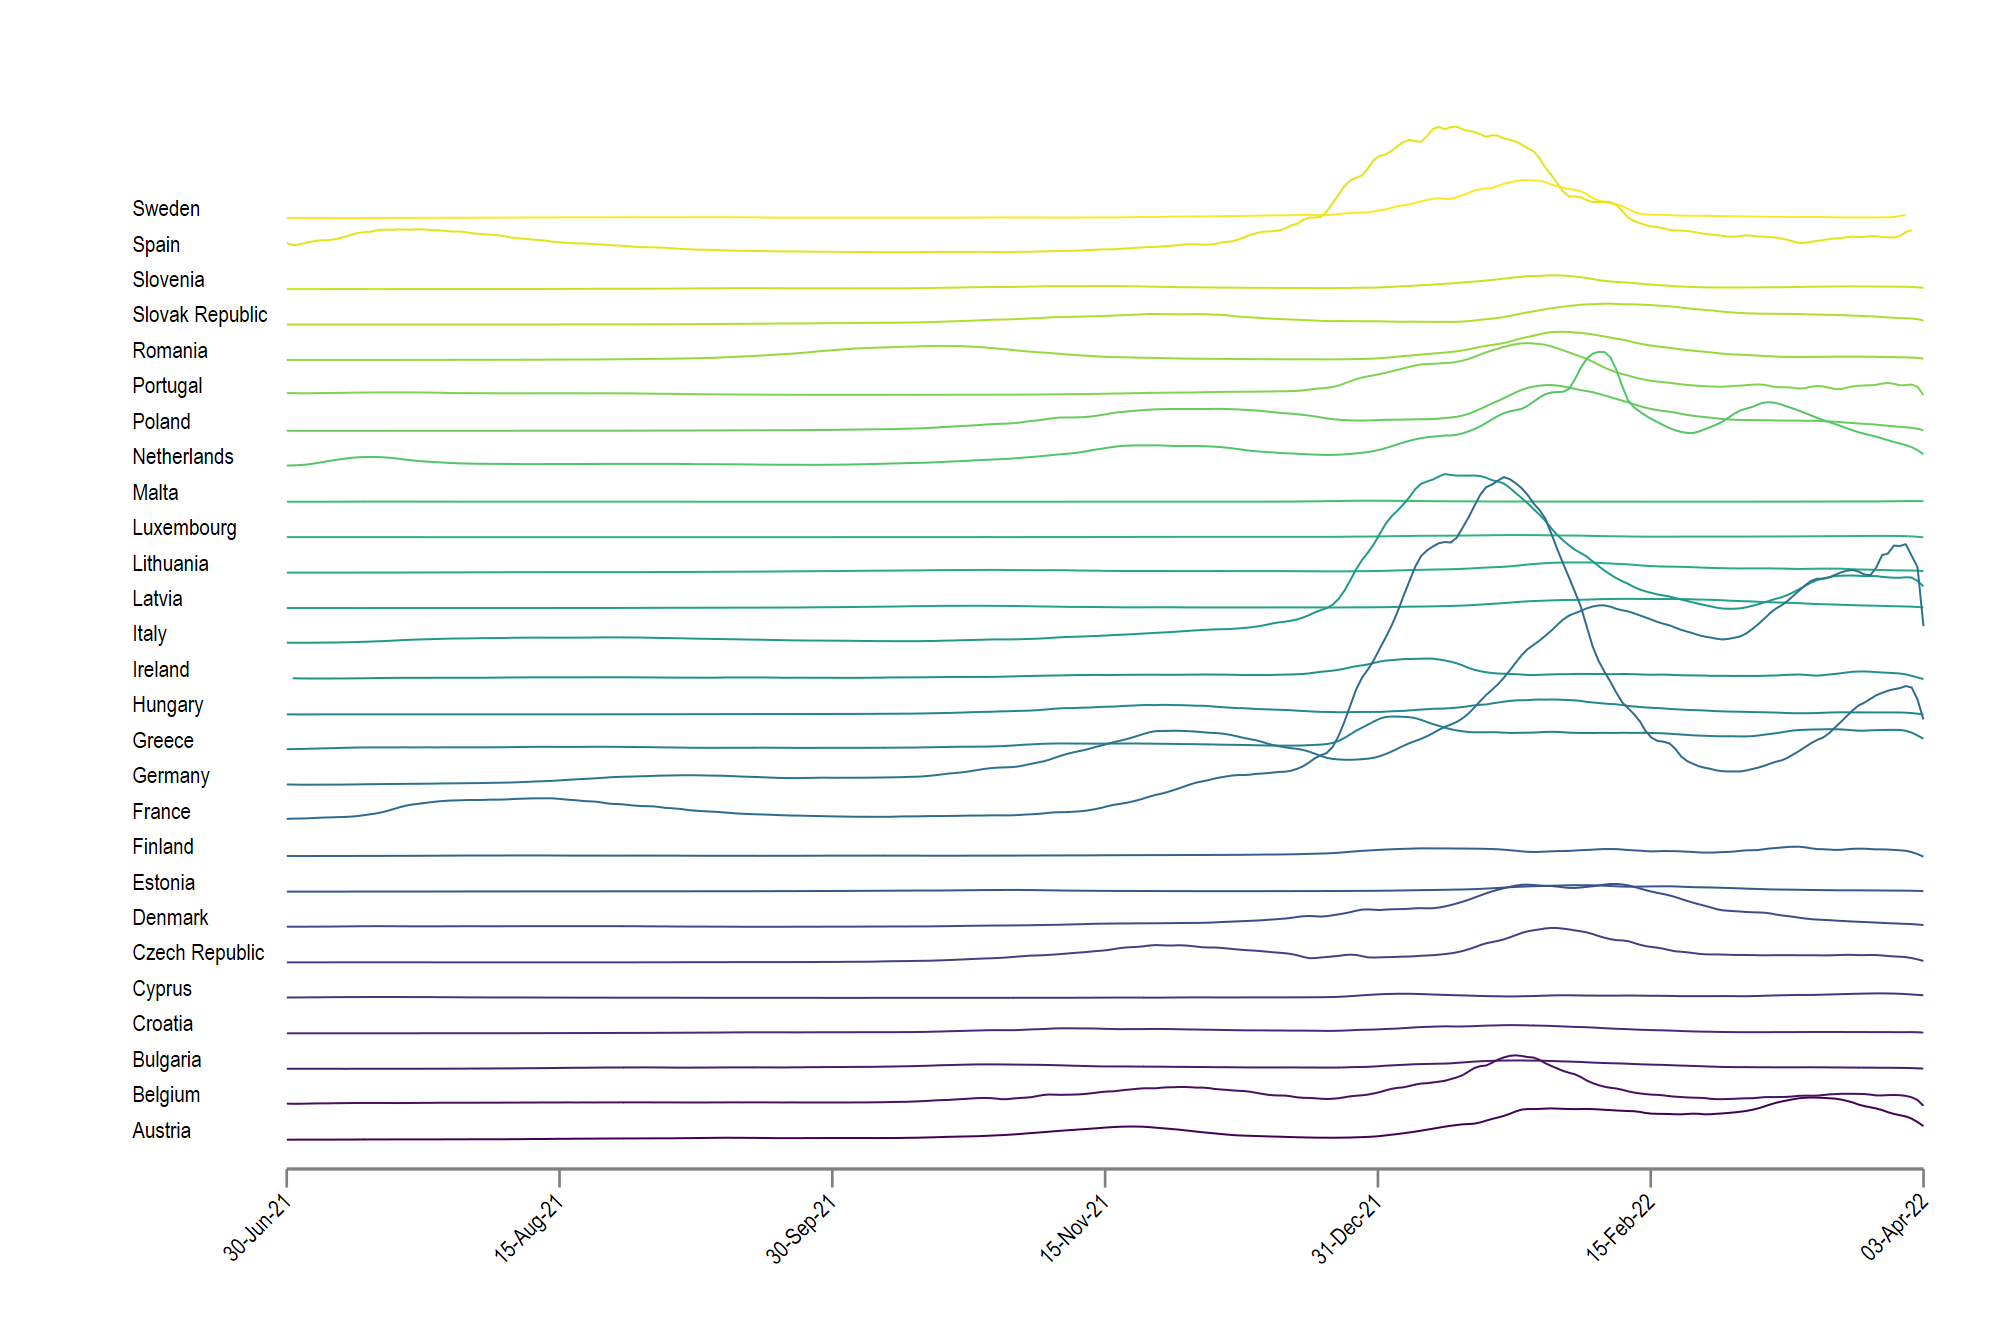 Sweden
Spain
Slovenia
Slovak Republic
Romania
Portugal
Poland
Netherlands
Malta
Luxembourg
Lithuania
Latvia
Italy
Ireland
Hungary
Greece
Germany
France
Finland
Estonia
Denmark
Czech Republic
Cyprus
Croatia
Bulgaria
Belgium
Austria
30-Jun-21
15-Aug-21
30-Sep-21
15-Nov-21
31-Dec-21
15-Feb-22
03-Apr-22